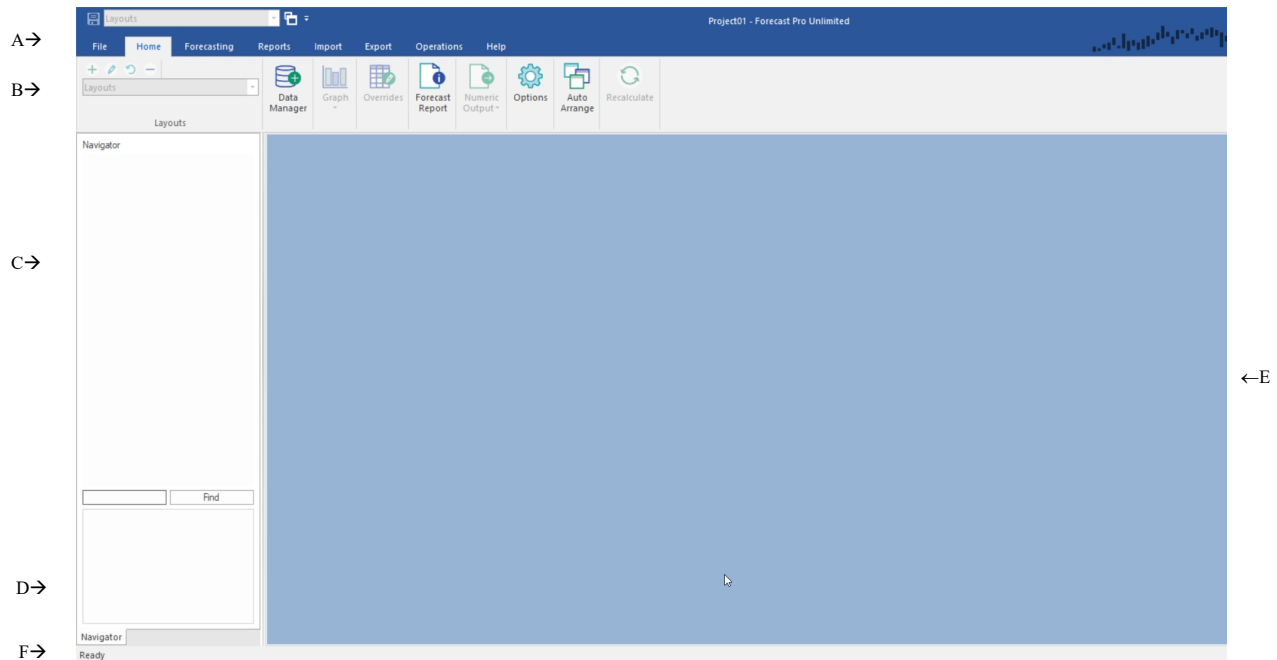 Layouts
Project01 - Forecast Pro Unlimited
A→
File Home Forecasting Reports Import Export Operations Help
B→
Layouts
Data Manager
Graph
Overrides
Forecast Report
Numeric Output
Options
Auto Arrange
Recalculate
Layouts
Navigator
C→
←E
Find
D→
Navigator
F→
Ready